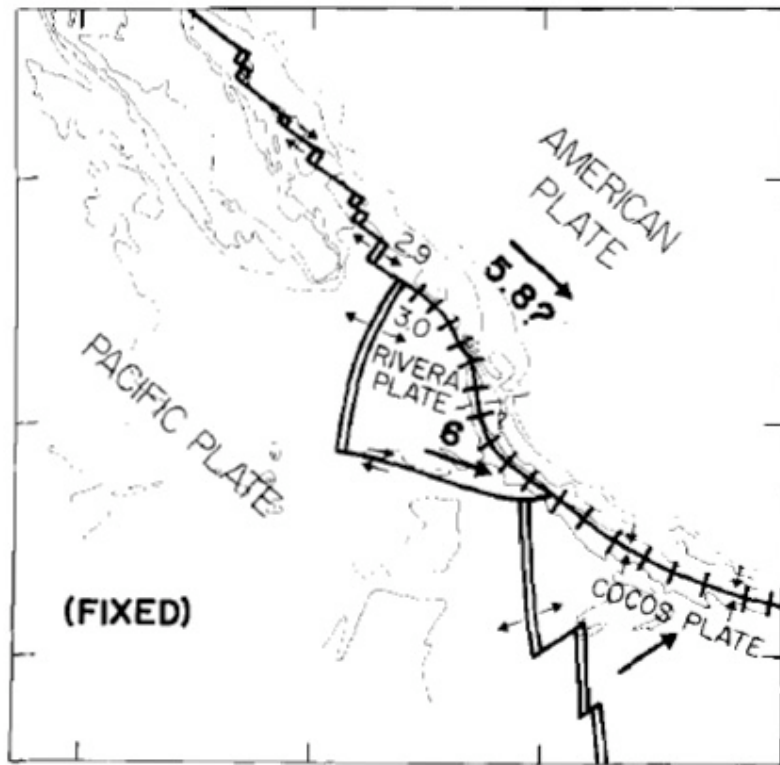 AMERICAN
PLATE
2.9
5.8?
3.0
RIVERA
PLATE
?
6
PACIFIC PLATE
(FIXED)
COCOS PLATE